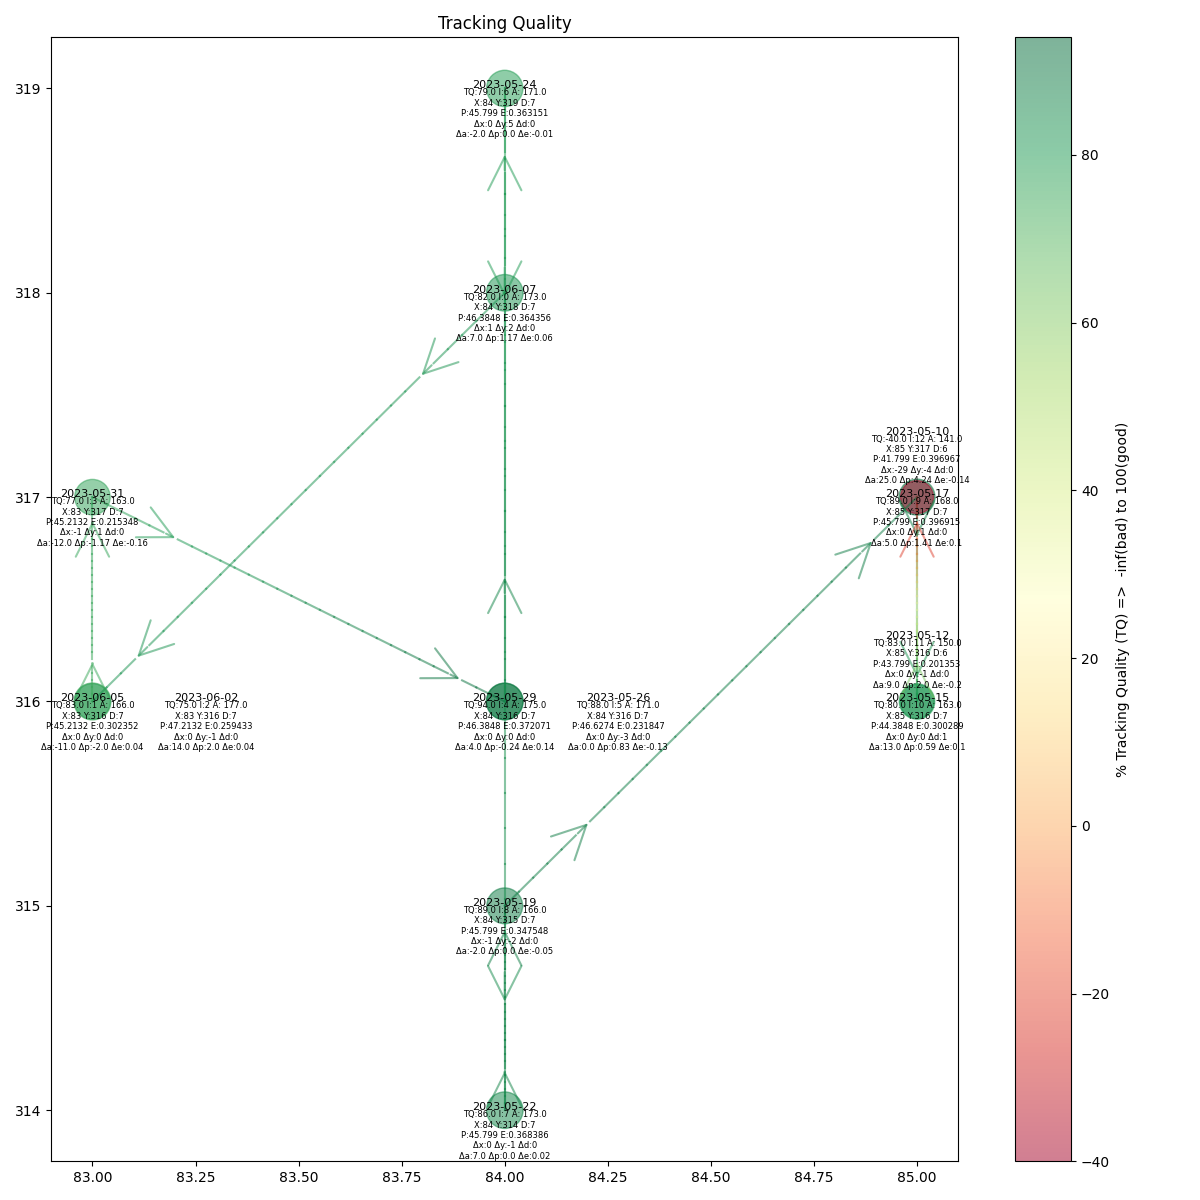 Tracking Quality
319
318
317
316
315
314
83.00
83.25
83.50
83.75
84.00
84.25
84.50
84.75
85.00
2023-05-24
TQ:79.0 I:6 A: 171.0
X:84 Y:319 D:7
P:45.799 E:0.363151
Δx:0 Δy:5 Δd:0
Δa:-2.0 Δp:0.0 Δe:-0.01
2023-06-07
TQ:82.0 I:0 A: 173.0
X:84 Y:318 D:7
P:46.3848 E:0.364356
Δx:1 Δy:2 Δd:0
Δa:7.0 Δp:1.17 Δe:0.06
2023-05-10
TQ:-40.0 I:12 A: 141.0
X:85 Y:317 D:6
P:41.799 E:0.396967
Δx:-29 Δy:-4 Δd:0
Δa:25.0 Δp:4.24 Δe:-0.14
2023-05-17
TQ:89.0 I:9 A: 168.0
X:85 Y:317 D:7
P:45.799 E:0.396915
Δx:0 Δy:1 Δd:0
Δa:5.0 Δp:1.41 Δe:0.1
2023-05-31
TQ:77.0 I:3 A: 163.0
X:83 Y:317 D:7
P:45.2132 E:0.215348
Δx:-1 Δy:1 Δd:0
Δa:-12.0 Δp:-1.17 Δe:-0.16
2023-05-12
TQ:83.0 I:11 A: 150.0
X:85 Y:316 D:6
P:43.799 E:0.201353
Δx:0 Δy:-1 Δd:0
Δa:9.0 Δp:2.0 Δe:-0.2
2023-05-15
TQ:80.0 I:10 A: 163.0
X:85 Y:316 D:7
P:44.3848 E:0.300289
Δx:0 Δy:0 Δd:1
Δa:13.0 Δp:0.59 Δe:0.1
2023-06-05
TQ:83.0 I:1 A: 166.0
X:83 Y:316 D:7
P:45.2132 E:0.302352
Δx:0 Δy:0 Δd:0
Δa:-11.0 Δp:-2.0 Δe:0.04
2023-06-02
TQ:75.0 I:2 A: 177.0
X:83 Y:316 D:7
P:47.2132 E:0.259433
Δx:0 Δy:-1 Δd:0
Δa:14.0 Δp:2.0 Δe:0.04
2023-05-29
TQ:94.0 I:4 A: 175.0
X:84 Y:316 D:7
P:46.3848 E:0.372071
Δx:0 Δy:0 Δd:0
Δa:4.0 Δp:-0.24 Δe:0.14
2023-05-26
TQ:88.0 I:5 A: 171.0
X:84 Y:316 D:7
P:46.6274 E:0.231847
Δx:0 Δy:-3 Δd:0
Δa:0.0 Δp:0.83 Δe:-0.13
2023-05-19
TQ:89.0 I:8 A: 166.0
X:84 Y:315 D:7
P:45.799 E:0.347548
Δx:-1 Δy:-2 Δd:0
Δa:-2.0 Δp:0.0 Δe:-0.05
2023-05-22
TQ:86.0 I:7 A: 173.0
X:84 Y:314 D:7
P:45.799 E:0.368386
Δx:0 Δy:-1 Δd:0
Δa:7.0 Δp:0.0 Δe:0.02
80
60
40
20
0
−20
−40
% Tracking Quality (TQ) => -inf(bad) to 100(good)